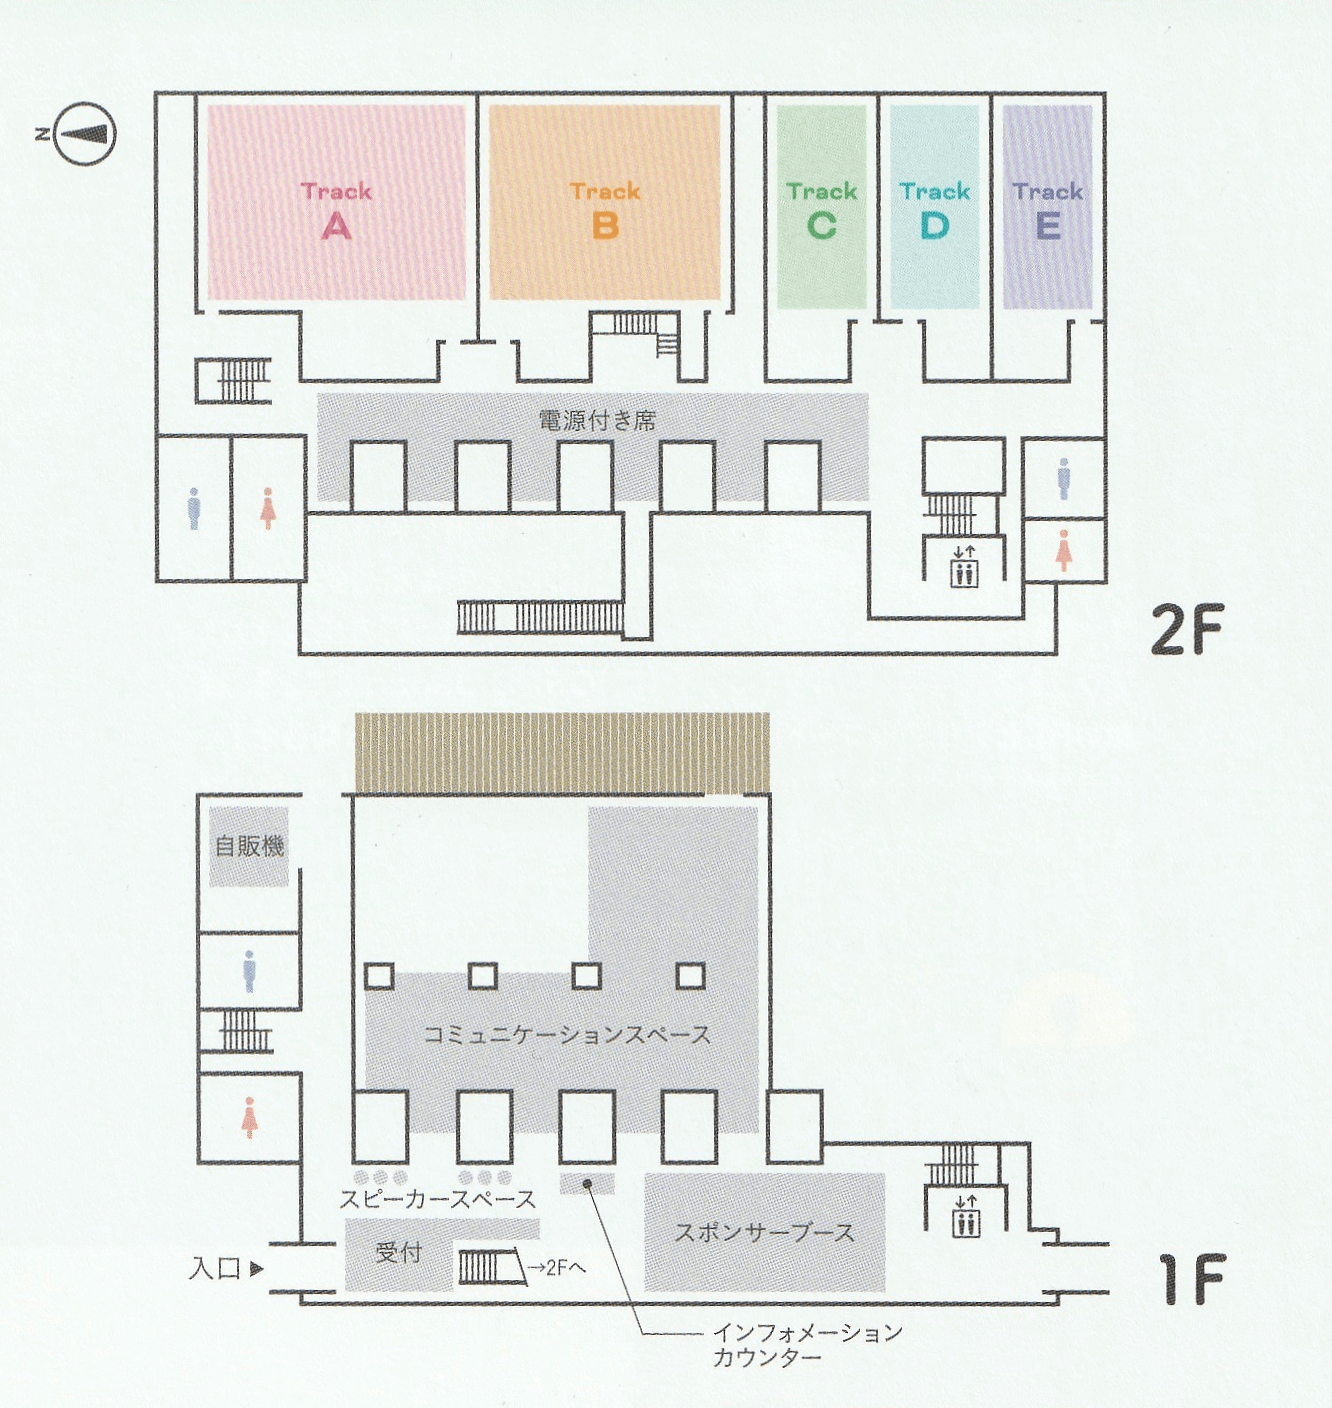 N
Track
A
Track
B
Track
C
Track
D
Track
E
電源付き席
2F
自販機
コミュニケーションスペース
スピーカースペース
スポンサーブース
受付
入口▶
→2Fへ
1F
インフォメーション
カウンター